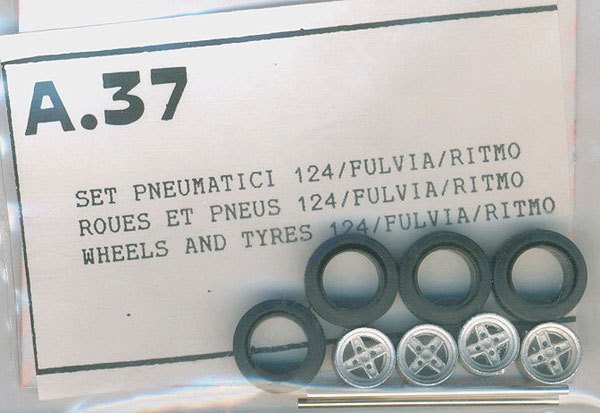 A.37
SET PNEUMATICI 124/FULVIA/RITMO
ROUES ET PNEUS 124/FULVIA/RITMO
WHEELS AND TYRES 124/FULVIA/RITMO